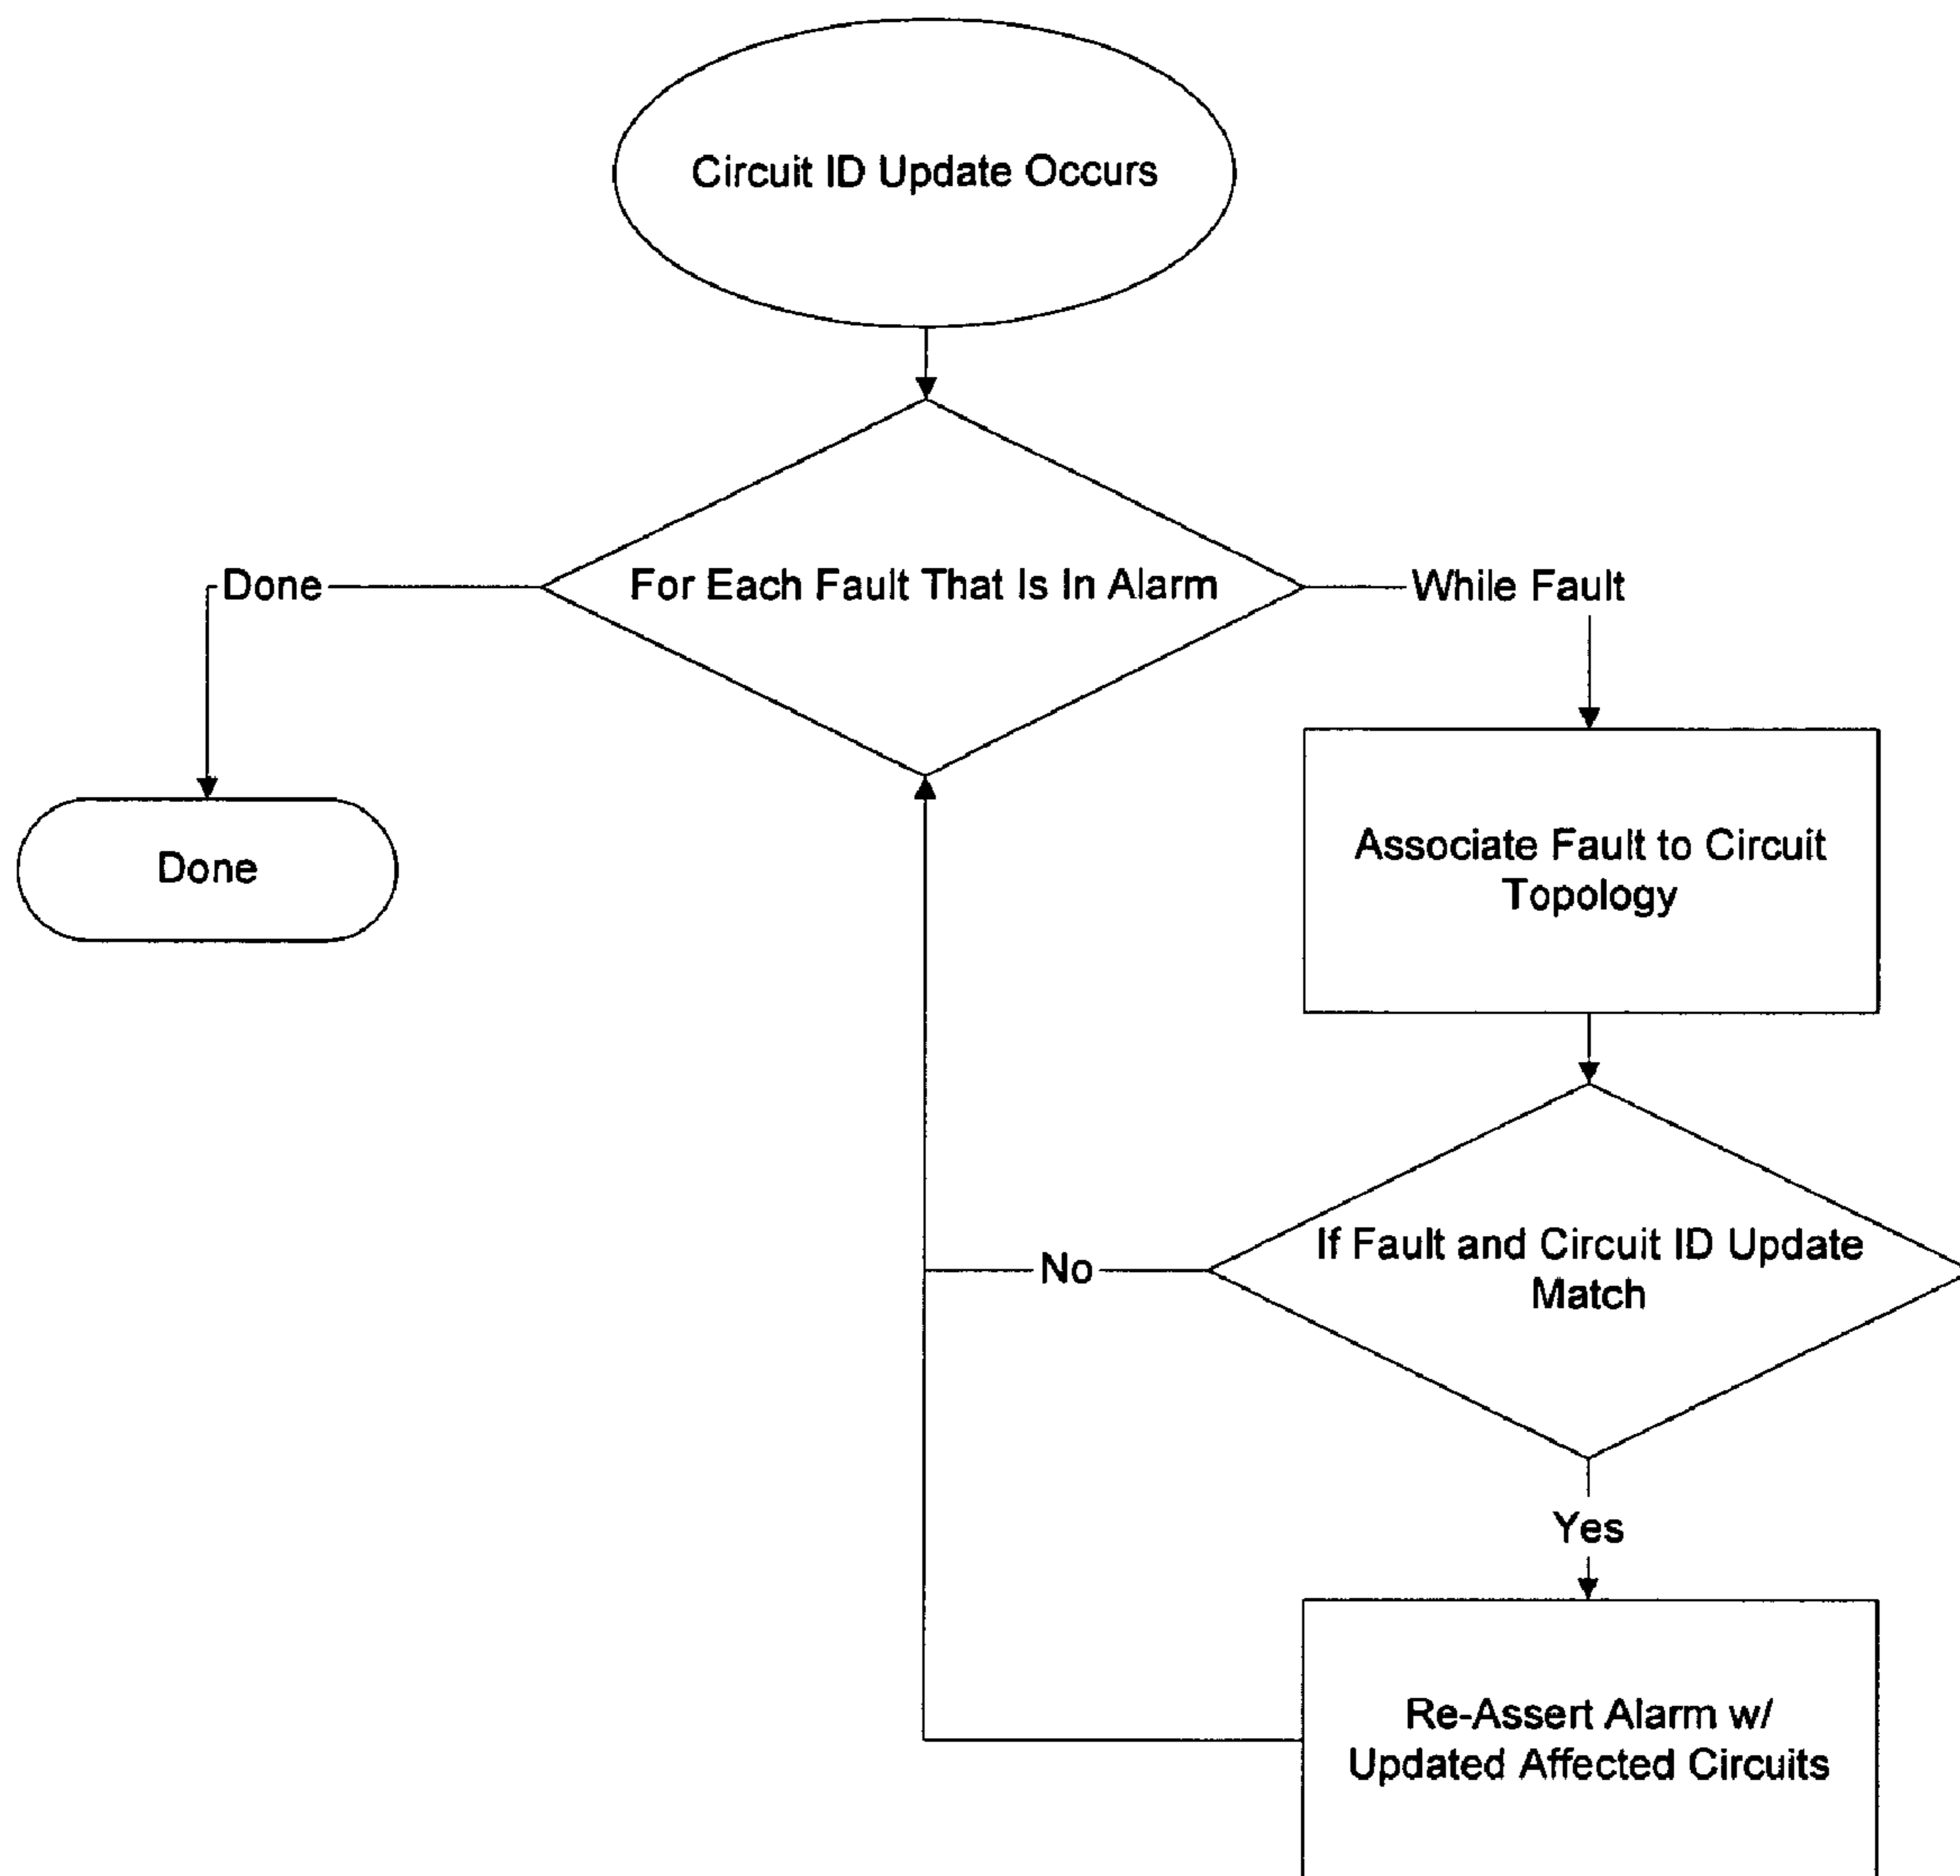 Circuit ID Update Occurs
For Each Fault That Is In Alarm
Done
While Fault
Done
Associate Fault to Circuit
Topology
If Fault and Circuit ID Update
Match
No
Yes
Re-Assert Alarm w/
Updated Affected Circuits